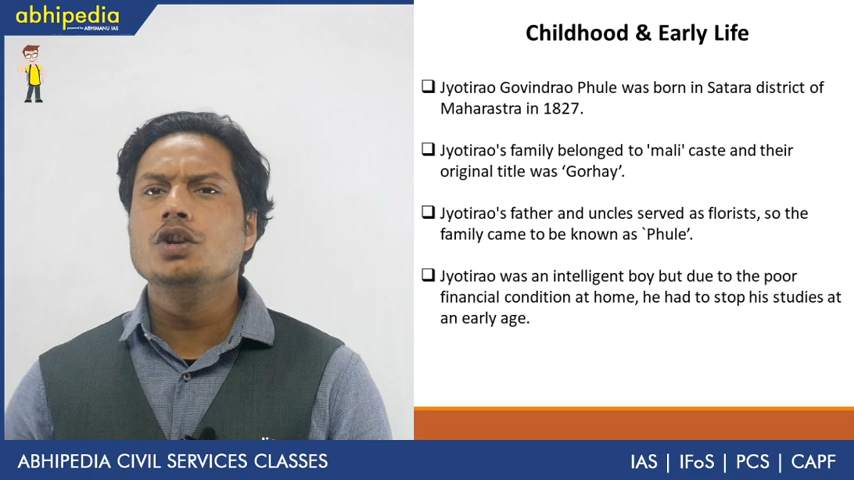 abhipedia
powered by ABHIMANU IAS
Childhood & Early Life
❑ Jyotirao Govindrao Phule was born in Satara district of
Maharastra in 1827.
❑ Jyotirao's family belonged to 'mali' caste and their
original title was ‘Gorhay’.
❑ Jyotirao's father and uncles served as florists, so the
family came to be known as `Phule’.
❑ Jyotirao was an intelligent boy but due to the poor
financial condition at home, he had to stop his studies at
an early age.
ABHIPEDIA CIVIL SERVICES CLASSES
IAS | IFoS | PCS | CAPF